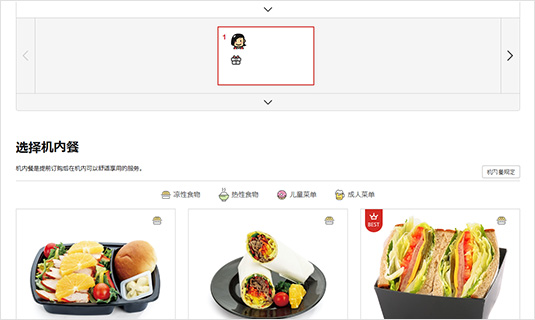 1
选择机内餐
机内餐是提前订购后在机内可以舒适享用的服务。
机内餐规定
凉性食物
热性食物
儿童菜单
成人菜单
BEST